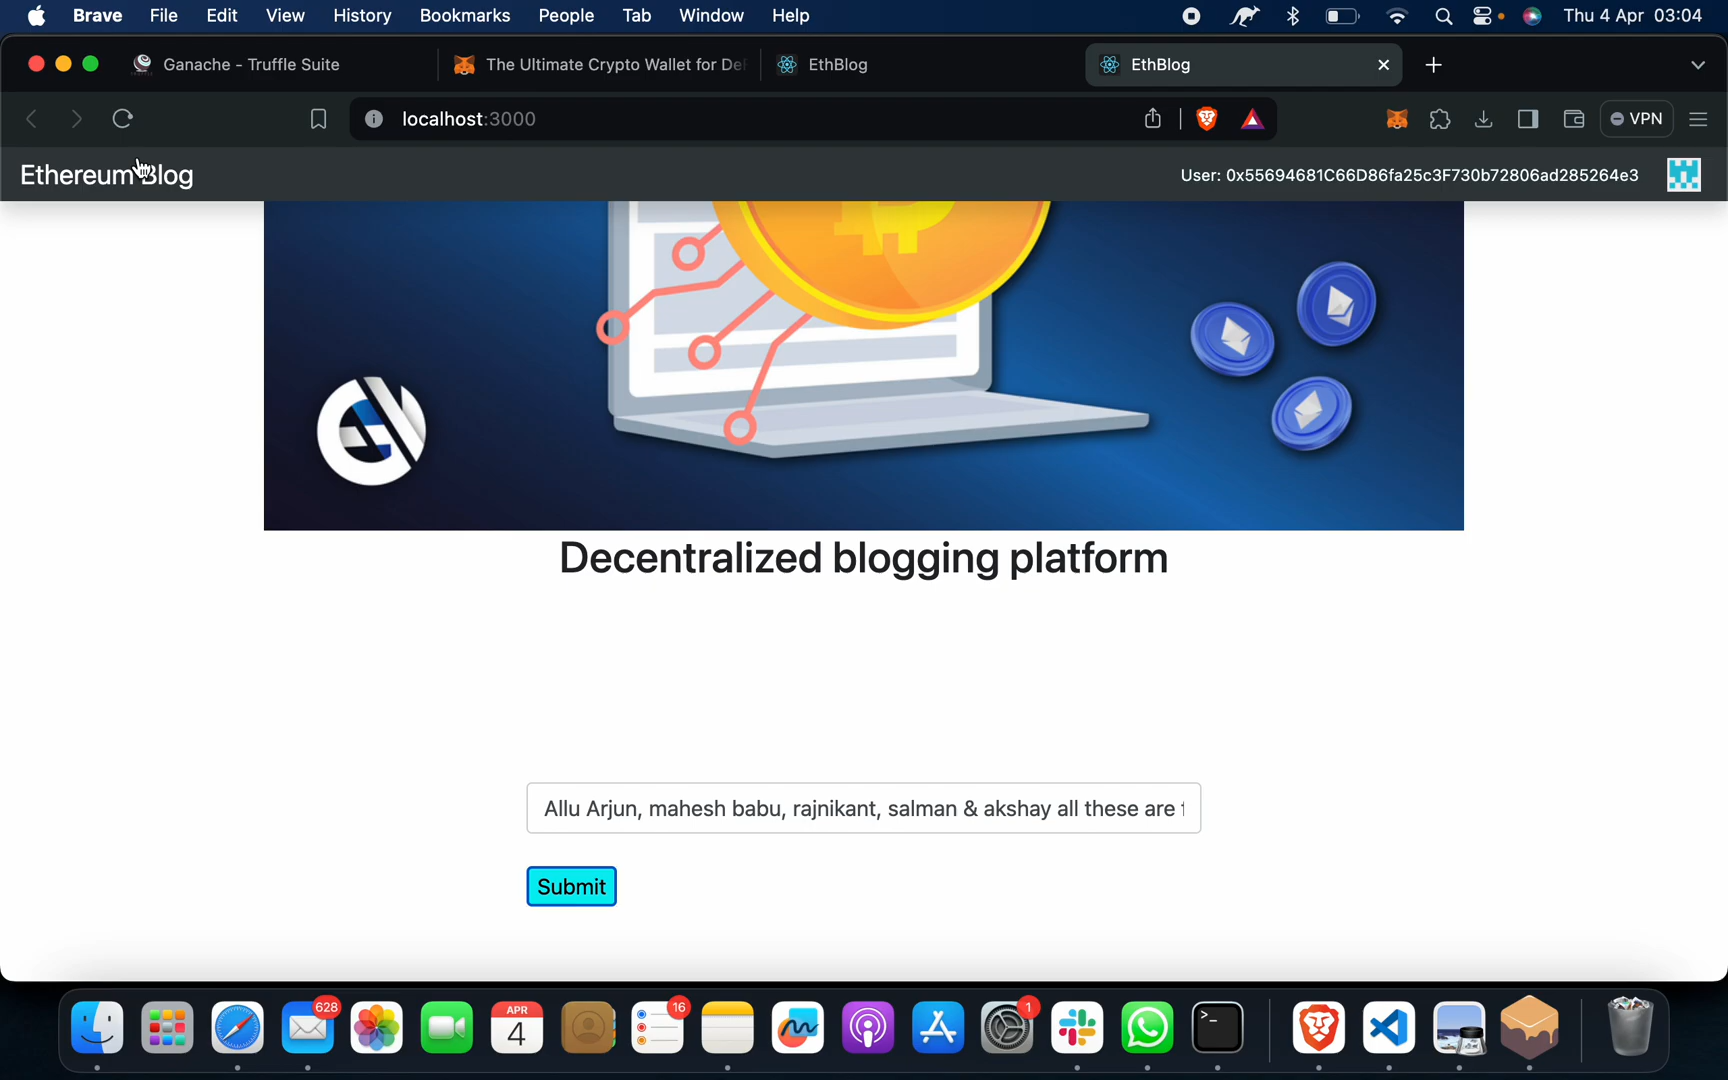 Brave File Edit View History Bookmarks People Tab Window Help Thu 4 Apr 03:04
Ganache - Truffle Suite The Ultimate Crypto Wallet for De EthBlog EthBlog
localhost:3000 VPN
Ethereum Blog User: 0x55694681C66D86fa25c3F730b72806ad285264e3
Decentralized blogging platform
Allu Arjun, mahesh babu, rajnikant, salman & akshay all these are
Submit
628 APR 4 16 1